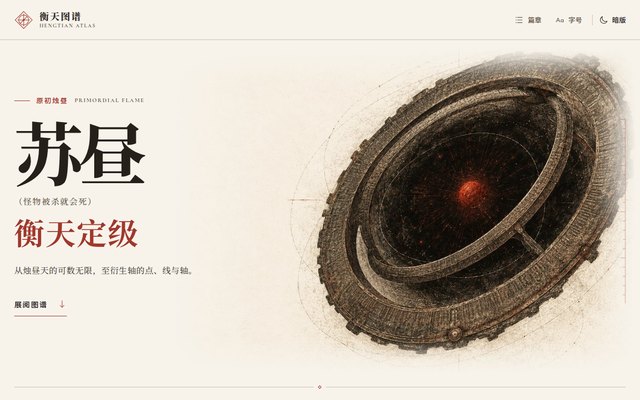 衡天图谱
HENGTIAN ATLAS
篇章
Aa 字号
暗版
原初烛昼 PRIMORDIAL FLAME
苏昼
（怪物被杀就会死）
衡天定级
从烛昼天的可数无限，至衍生轴的点、线与轴。
展阅图谱 ↓